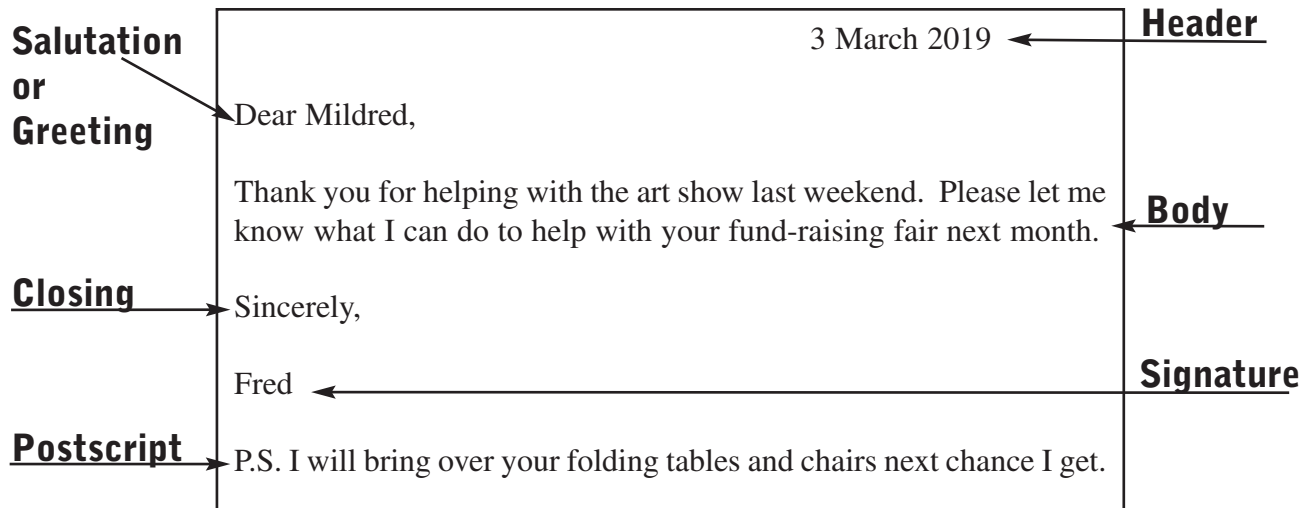 Salutation
or
Greeting
3 March 2019
Header
Dear Mildred,
Thank you for helping with the art show last weekend.  Please let me
know what I can do to help with your fund-raising fair next month.
Body
Closing
Sincerely,
Fred
Signature
Postscript
P.S. I will bring over your folding tables and chairs next chance I get.